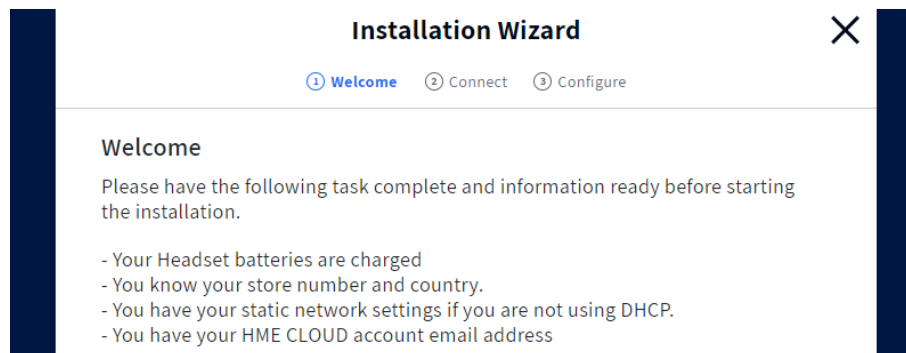 Installation Wizard
1 Welcome 2 Connect 3 Configure
Welcome
Please have the following task complete and information ready before starting
the installation.
- Your Headset batteries are charged
- You know your store number and country.
- You have your static network settings if you are not using DHCP.
- You have your HME CLOUD account email address